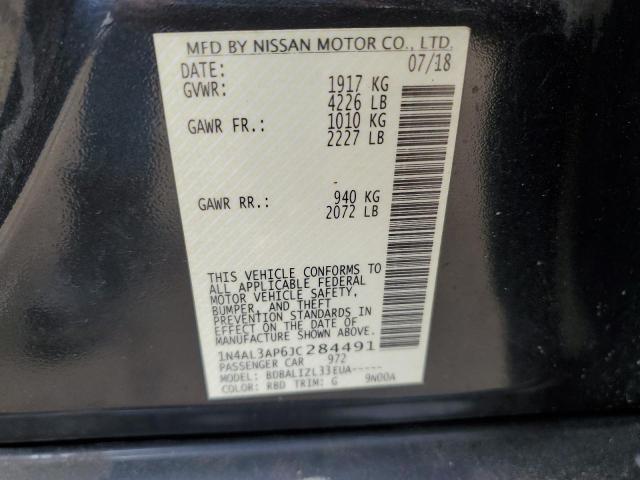 MFD BY NISSAN MOTOR CO., LTD.
DATE: 07/18
GVWR: 1917 KG
4226 LB
GAWR FR.: 1010 KG
2227 LB
GAWR RR.: 940 KG
2072 LB
THIS VEHICLE CONFORMS TO
ALL APPLICABLE FEDERAL
MOTOR VEHICLE SAFETY,
BUMPER, AND THEFT
PREVENTION STANDARDS IN
EFFECT ON THE DATE OF
MANUFACTURE SHOWN ABOVE.
1N4AL3AP6JC284491
PASSENGER CAR 972
MODEL: BDBALIZL33EUA-----
COLOR: RBD TRIM: G 9N00A